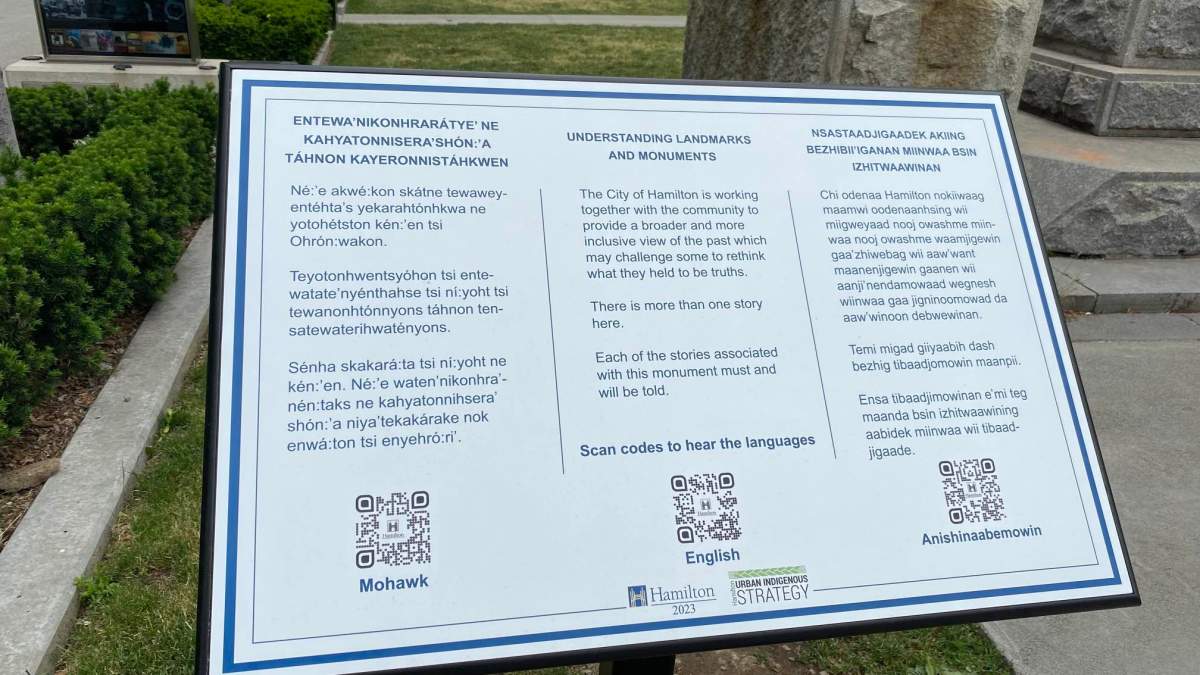 ENTEWA'NIKONHRARÁTYE' NE
KAHYATONNISERA'SHÓN:'A
TÁHNON KAYERONNISTÁHKWEN
Né:'e akwé:kon skátne tewawey-
entéhta's yekarahtónhkwa ne
yotohétston kén:'en tsi
Ohrón:wakon.
Teyotonhwentsyóhon tsi ente-
watate'nyénthahse tsi ní:yoht tsi
tewanonhtónnyons táhnon ten-
satewaterihwatényons.
Sénha skakará:ta tsi ní:yoht ne
kén:'en. Né:'e waten'nikonhra'-
nén:taks ne kahyatonnihsera'
shón:'a niya'tekakárake nok
enwá:ton tsi enyehró:ri'.
Mohawk
UNDERSTANDING LANDMARKS
AND MONUMENTS
The City of Hamilton is working
together with the community to
provide a broader and more
inclusive view of the past which
may challenge some to rethink
what they held to be truths.
There is more than one story
here.
Each of the stories associated
with this monument must and
will be told.
Scan codes to hear the languages
English
NSASTAADJIGAADEK AKIING
BEZHIBII'IGANAN MIINWAA BSIN
IZHITWAAWINAN
Chi odenaa Hamilton nokiiwaag
maamwi oodenaanhsing wii
miigweyaad nooj owashme miin-
waa nooj owashme waamjigewin
gaa'zhiwebag wii aaw'want
maanenjigewin gaanen wii
aanji'nendamowaad wegnesh
wiinwaa gaa jigninoomowad da
aaw'winoon debwewinan.
Temi migad giiyaabih dash
bezhig tibaadjomowin maanpii.
Ensa tibaadjimowinan e'mi teg
maanda bsin izhitwaawining
aabidek miinwaa wii tibaad-
jigaade.
Anishinaabemowin
Hamilton
2023
Hamilton
URBAN INDIGENOUS
STRATEGY